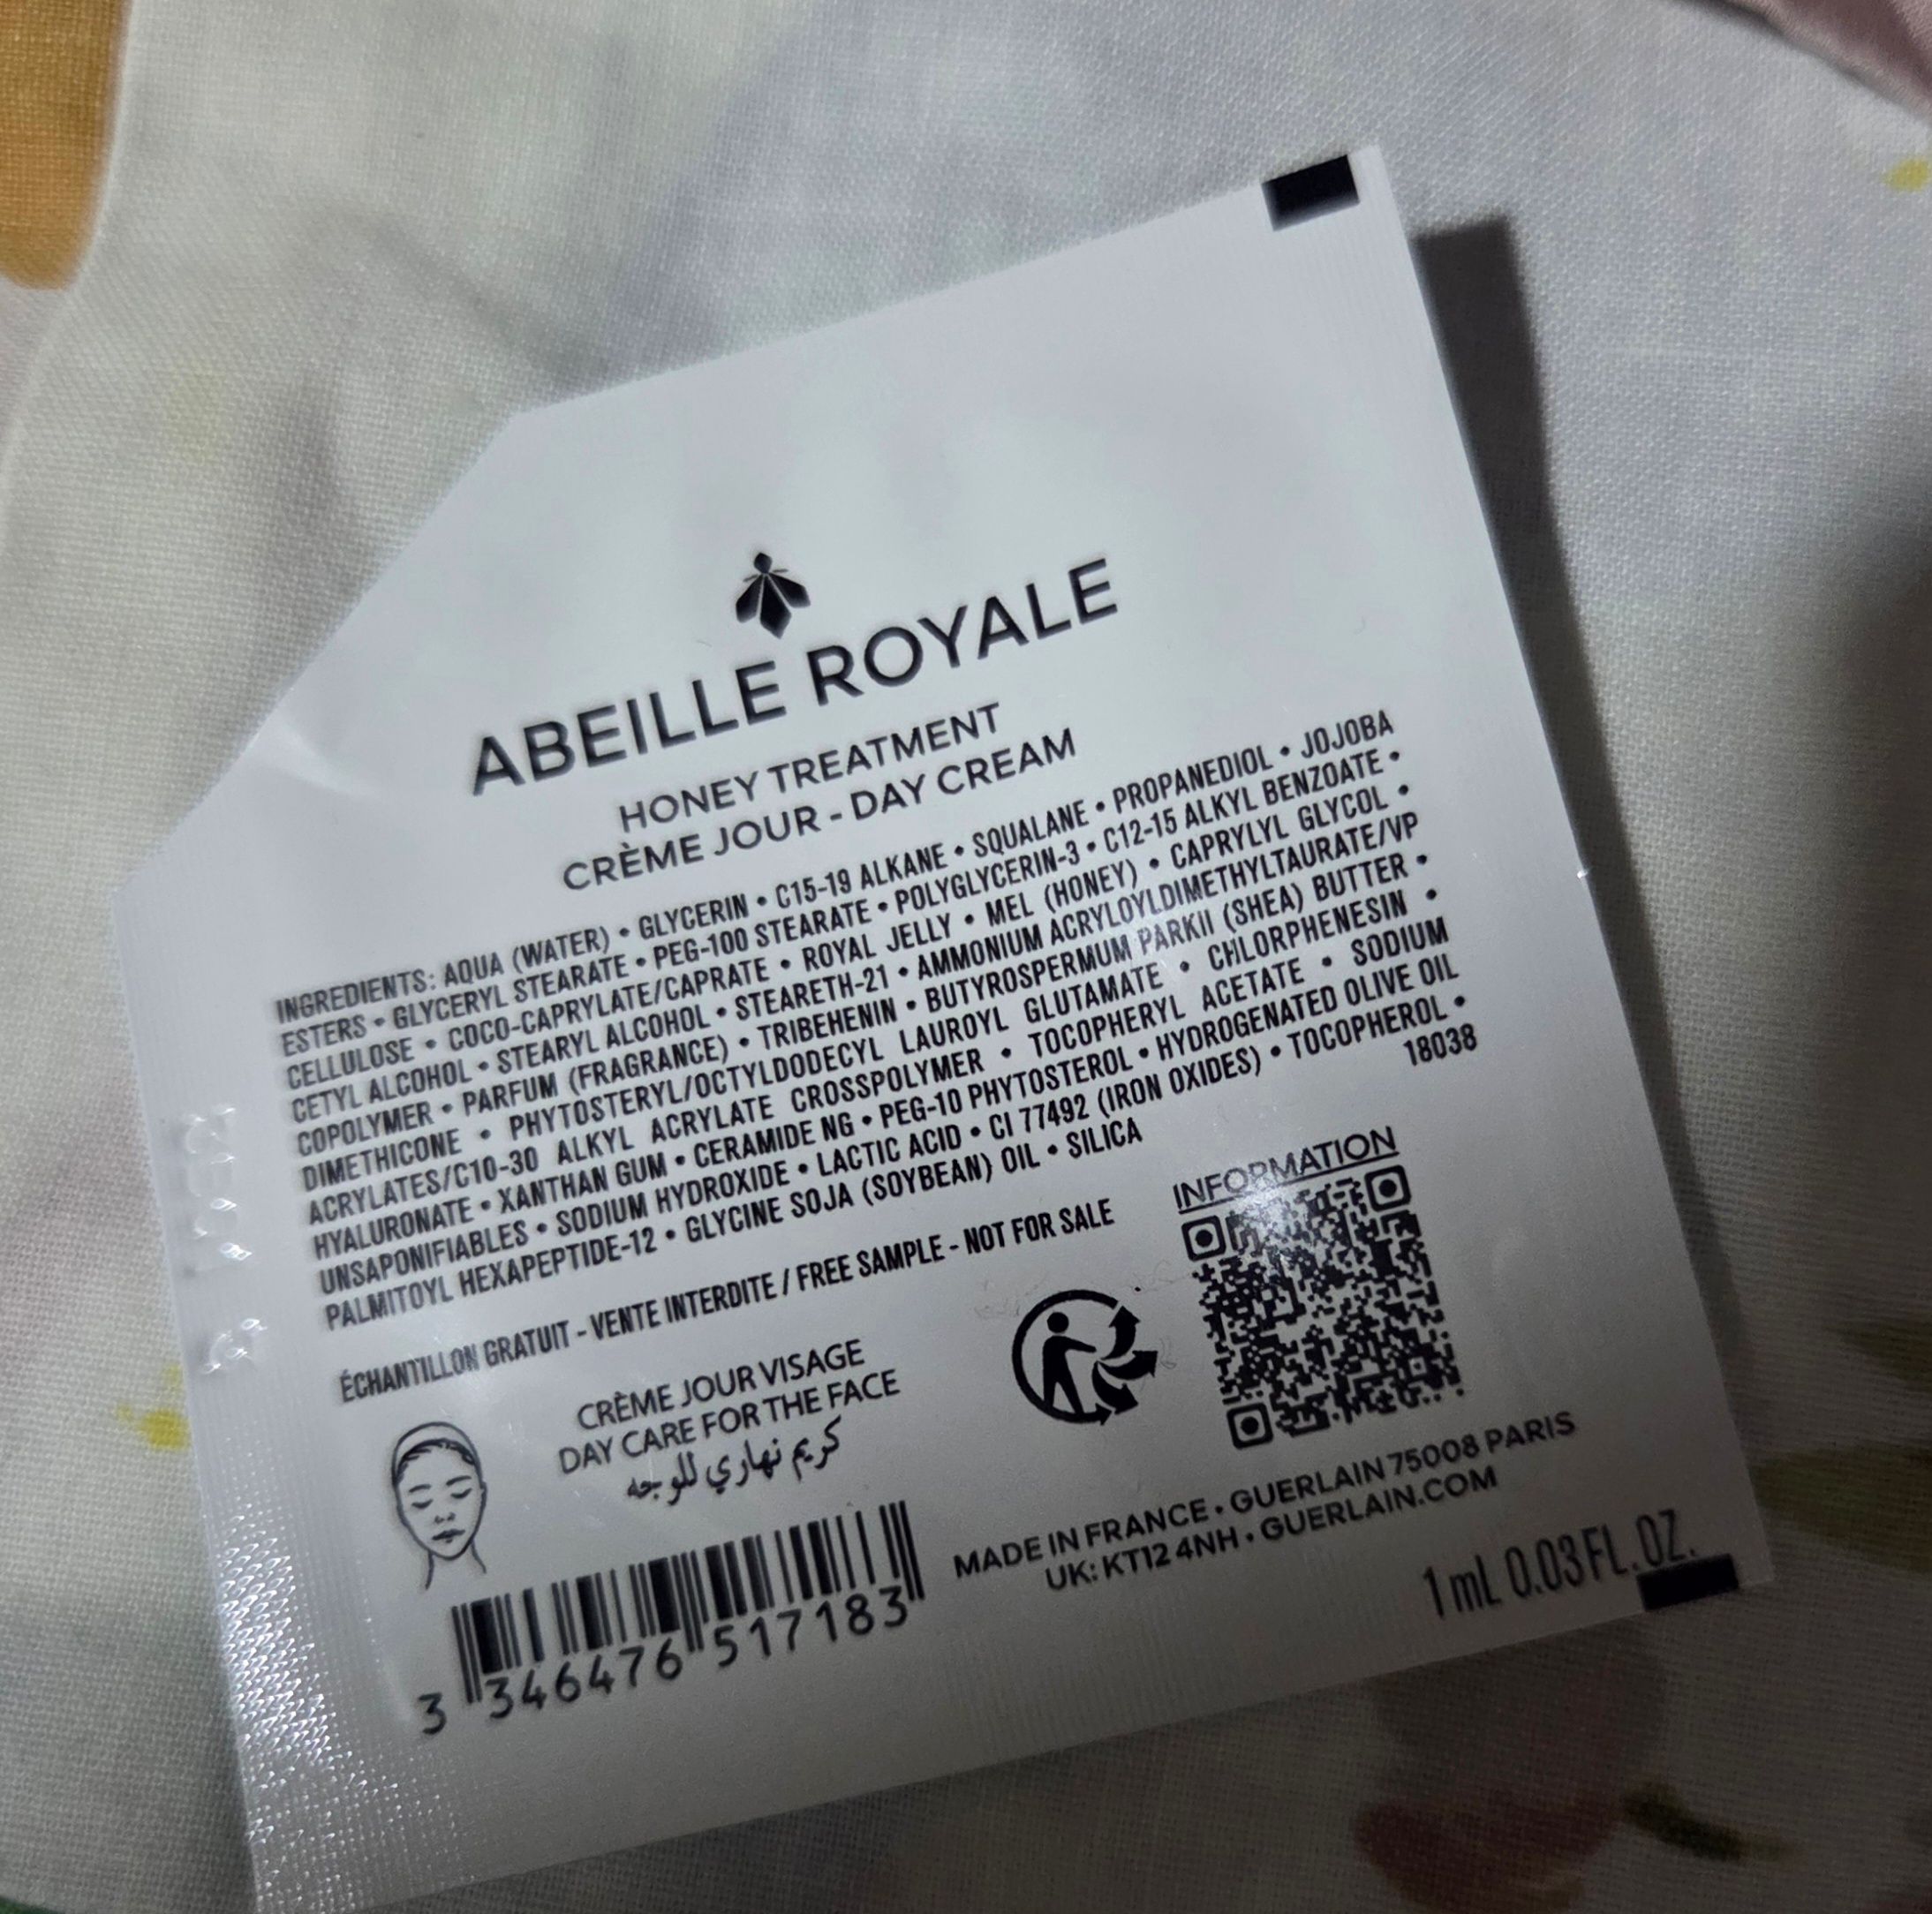 ABEILLE ROYALE
HONEY TREATMENT
CRÈME JOUR - DAY CREAM
INGREDIENTS: AQUA (WATER) • GLYCERIN • C15-19 ALKANE • SQUALANE • PROPANEDIOL • JOJOBA
ESTERS • GLYCERYL STEARATE • PEG-100 STEARATE • POLYGLYCERIN-3 • C12-15 ALKYL BENZOATE •
CELLULOSE • COCO-CAPRYLATE/CAPRATE • ROYAL JELLY • MEL (HONEY) • CAPRYLYL GLYCOL •
CETYL ALCOHOL • STEARYL ALCOHOL • STEARETH-21 • AMMONIUM ACRYLOYLDIMETHYLTAURATE/VP
COPOLYMER • PARFUM (FRAGRANCE) • TRIBEHENIN • BUTYROSPERMUM PARKII (SHEA) BUTTER •
DIMETHICONE • PHYTOSTERYL/OCTYLDODECYL LAUROYL GLUTAMATE • CHLORPHENESIN •
ACRYLATES/C10-30 ALKYL ACRYLATE CROSSPOLYMER • TOCOPHERYL ACETATE • SODIUM
HYALURONATE • XANTHAN GUM • CERAMIDE NG • PEG-10 PHYTOSTEROL • HYDROGENATED OLIVE OIL
UNSAPONIFIABLES • SODIUM HYDROXIDE • LACTIC ACID • CI 77492 (IRON OXIDES) • TOCOPHEROL •
PALMITOYL HEXAPEPTIDE-12 • GLYCINE SOJA (SOYBEAN) OIL • SILICA 18038
ÉCHANTILLON GRATUIT - VENTE INTERDITE / FREE SAMPLE - NOT FOR SALE
INFORMATION
CRÈME JOUR VISAGE
DAY CARE FOR THE FACE
كريم نهاري للوجه
MADE IN FRANCE • GUERLAIN 75008 PARIS
UK: KT12 4NH • GUERLAIN.COM
3 346476 517183
1 mL 0.03 FL. OZ.